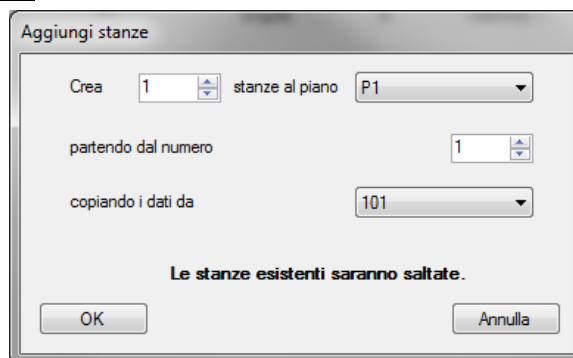 Aggiungi stanze
Crea 1 stanze al piano P1
partendo dal numero 1
copiando i dati da 101
Le stanze esistenti saranno saltate.
OK Annulla